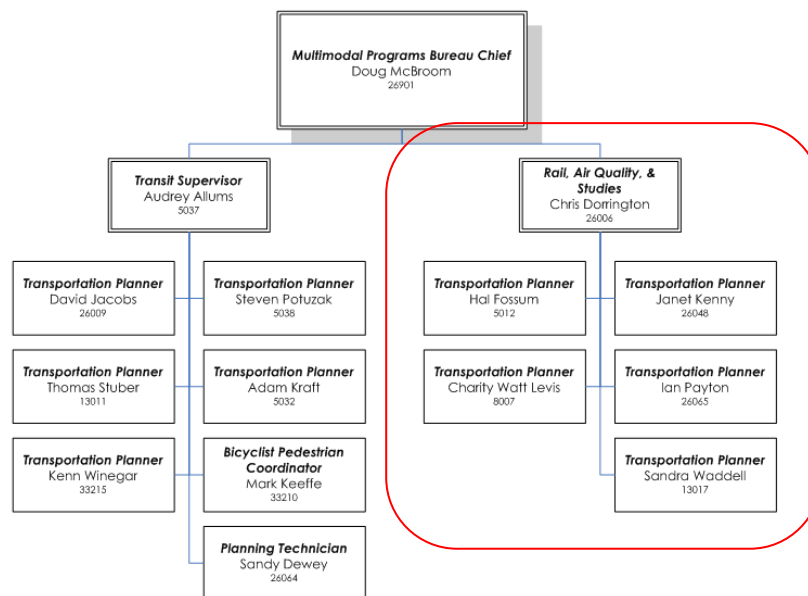 Multimodal Programs Bureau Chief
Doug McBroom
26901
Transit Supervisor
Audrey Allums
5037
Rail, Air Quality, &
Studies
Chris Dorrington
26006
Transportation Planner
David Jacobs
26009
Transportation Planner
Steven Potuzak
5038
Transportation Planner
Hal Fossum
5012
Transportation Planner
Janet Kenny
26048
Transportation Planner
Thomas Stuber
13011
Transportation Planner
Adam Kraft
5032
Transportation Planner
Charity Watt Levis
8007
Transportation Planner
Ian Payton
26065
Transportation Planner
Kenn Winegar
33215
Bicyclist Pedestrian
Coordinator
Mark Keeffe
33210
Transportation Planner
Sandra Waddell
13017
Planning Technician
Sandy Dewey
26064